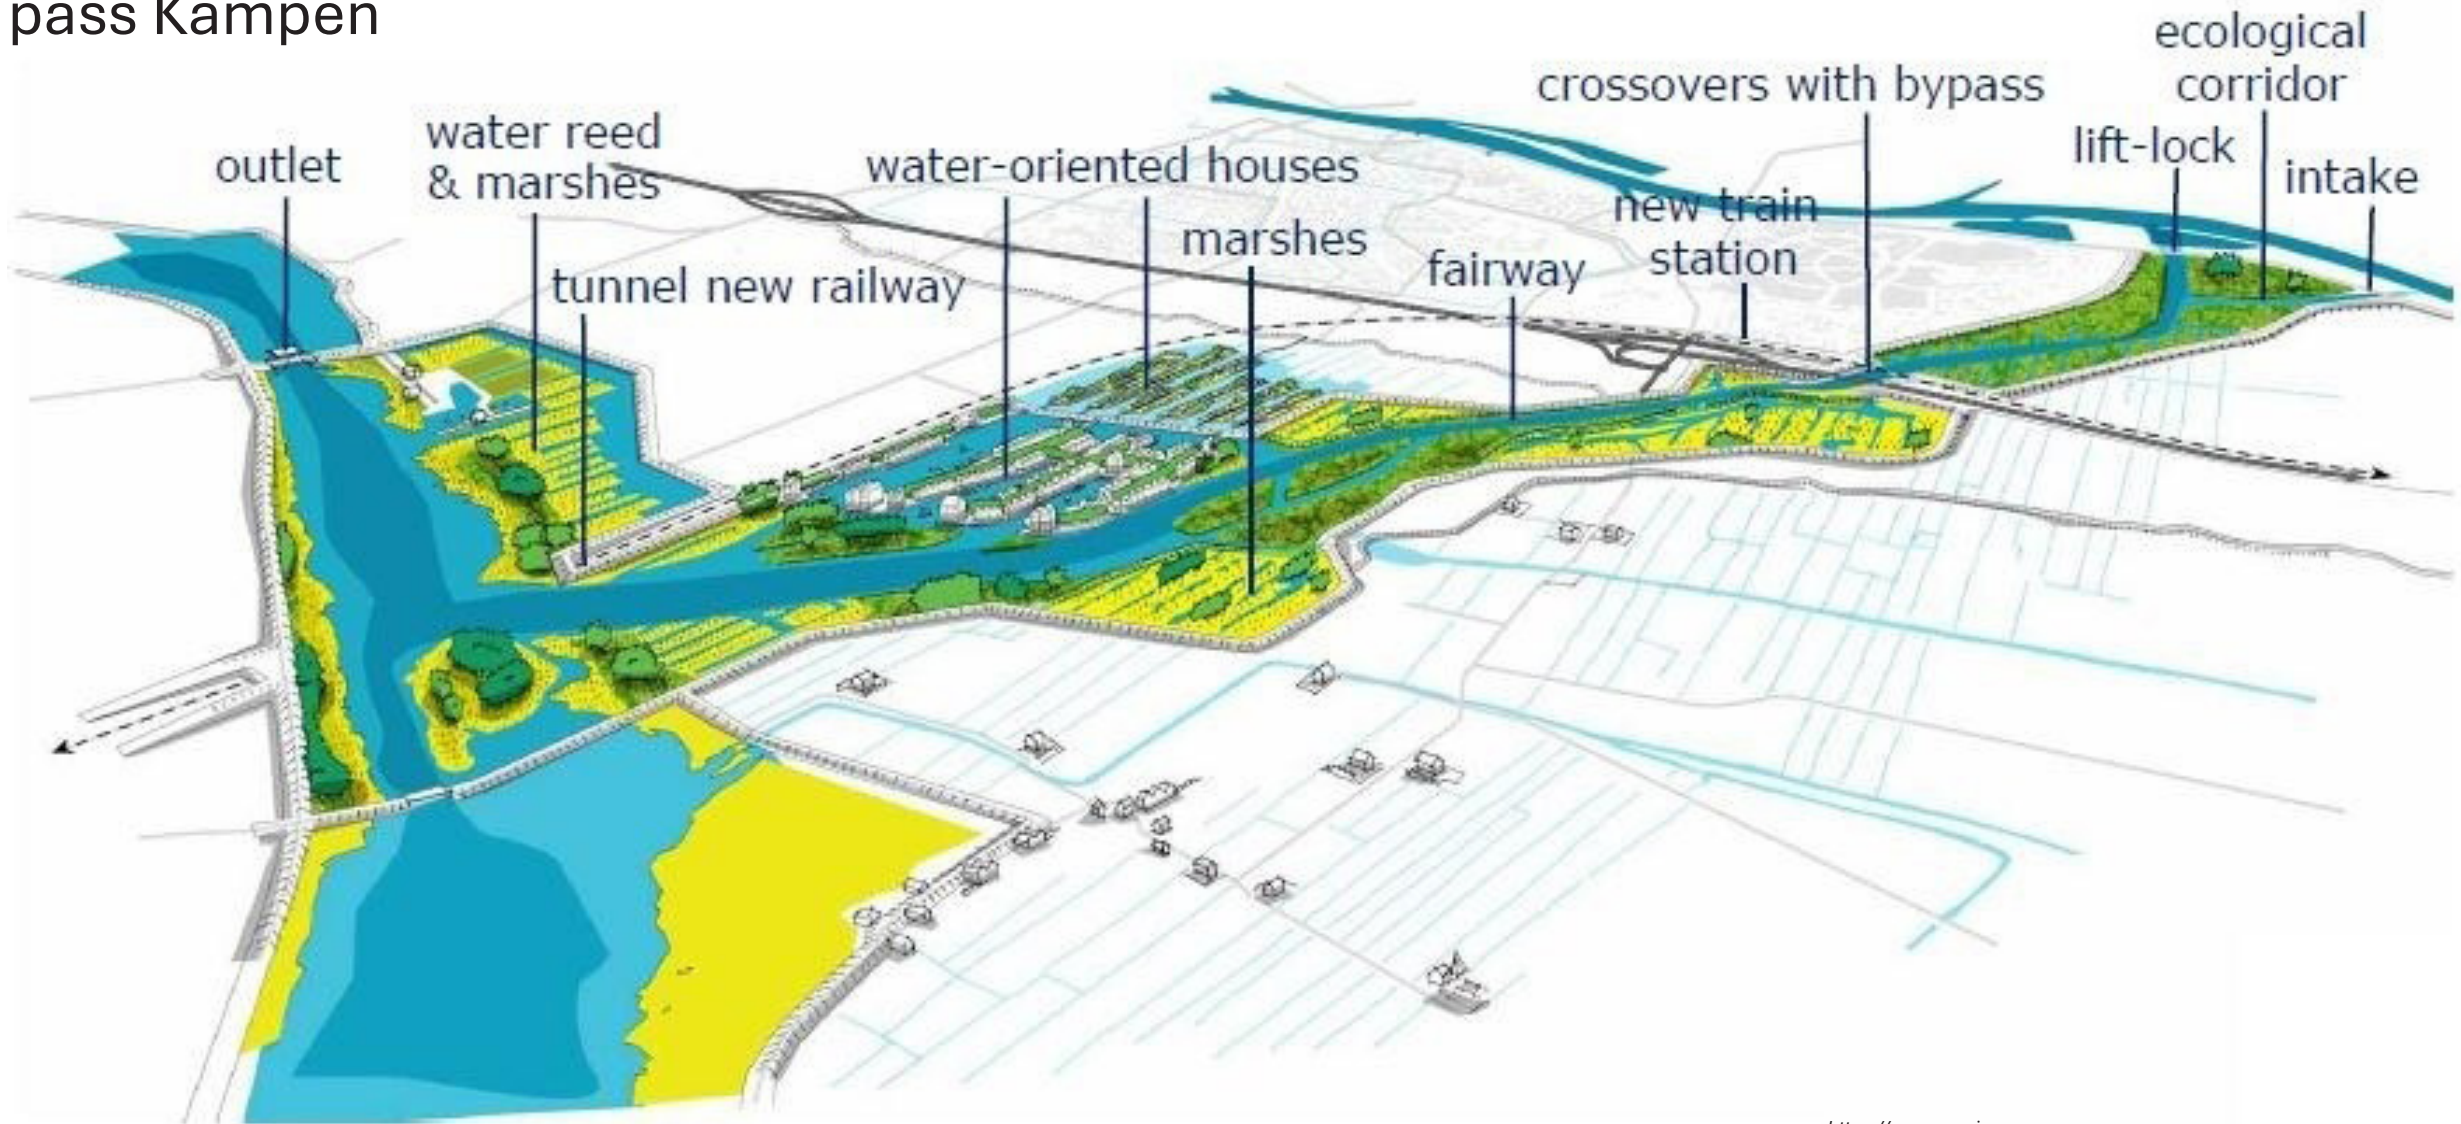 pass Kampen
ecological
corridor
crossovers with bypass
lift-lock
intake
water reed
& marshes
outlet
water-oriented houses
new train
station
marshes
fairway
tunnel new railway